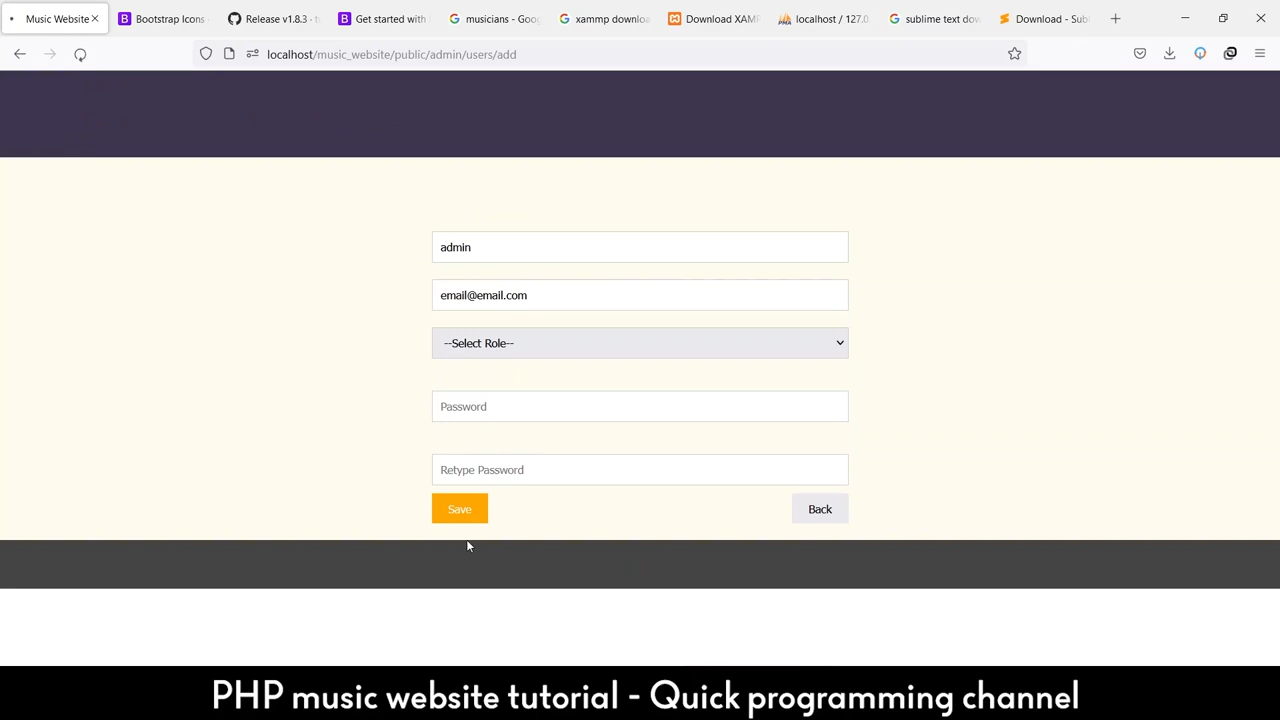 Music Website
Bootstrap Icons
Release v1.8.3 - t
Get started with
musicians - Goo
xammp downlo
Download XAM
localhost / 127.0
sublime text dow
Download - Sub
localhost/music_website/public/admin/users/add
admin
email@email.com
--Select Role--
Password
Retype Password
Save
Back
PHP music website tutorial - Quick programming channel